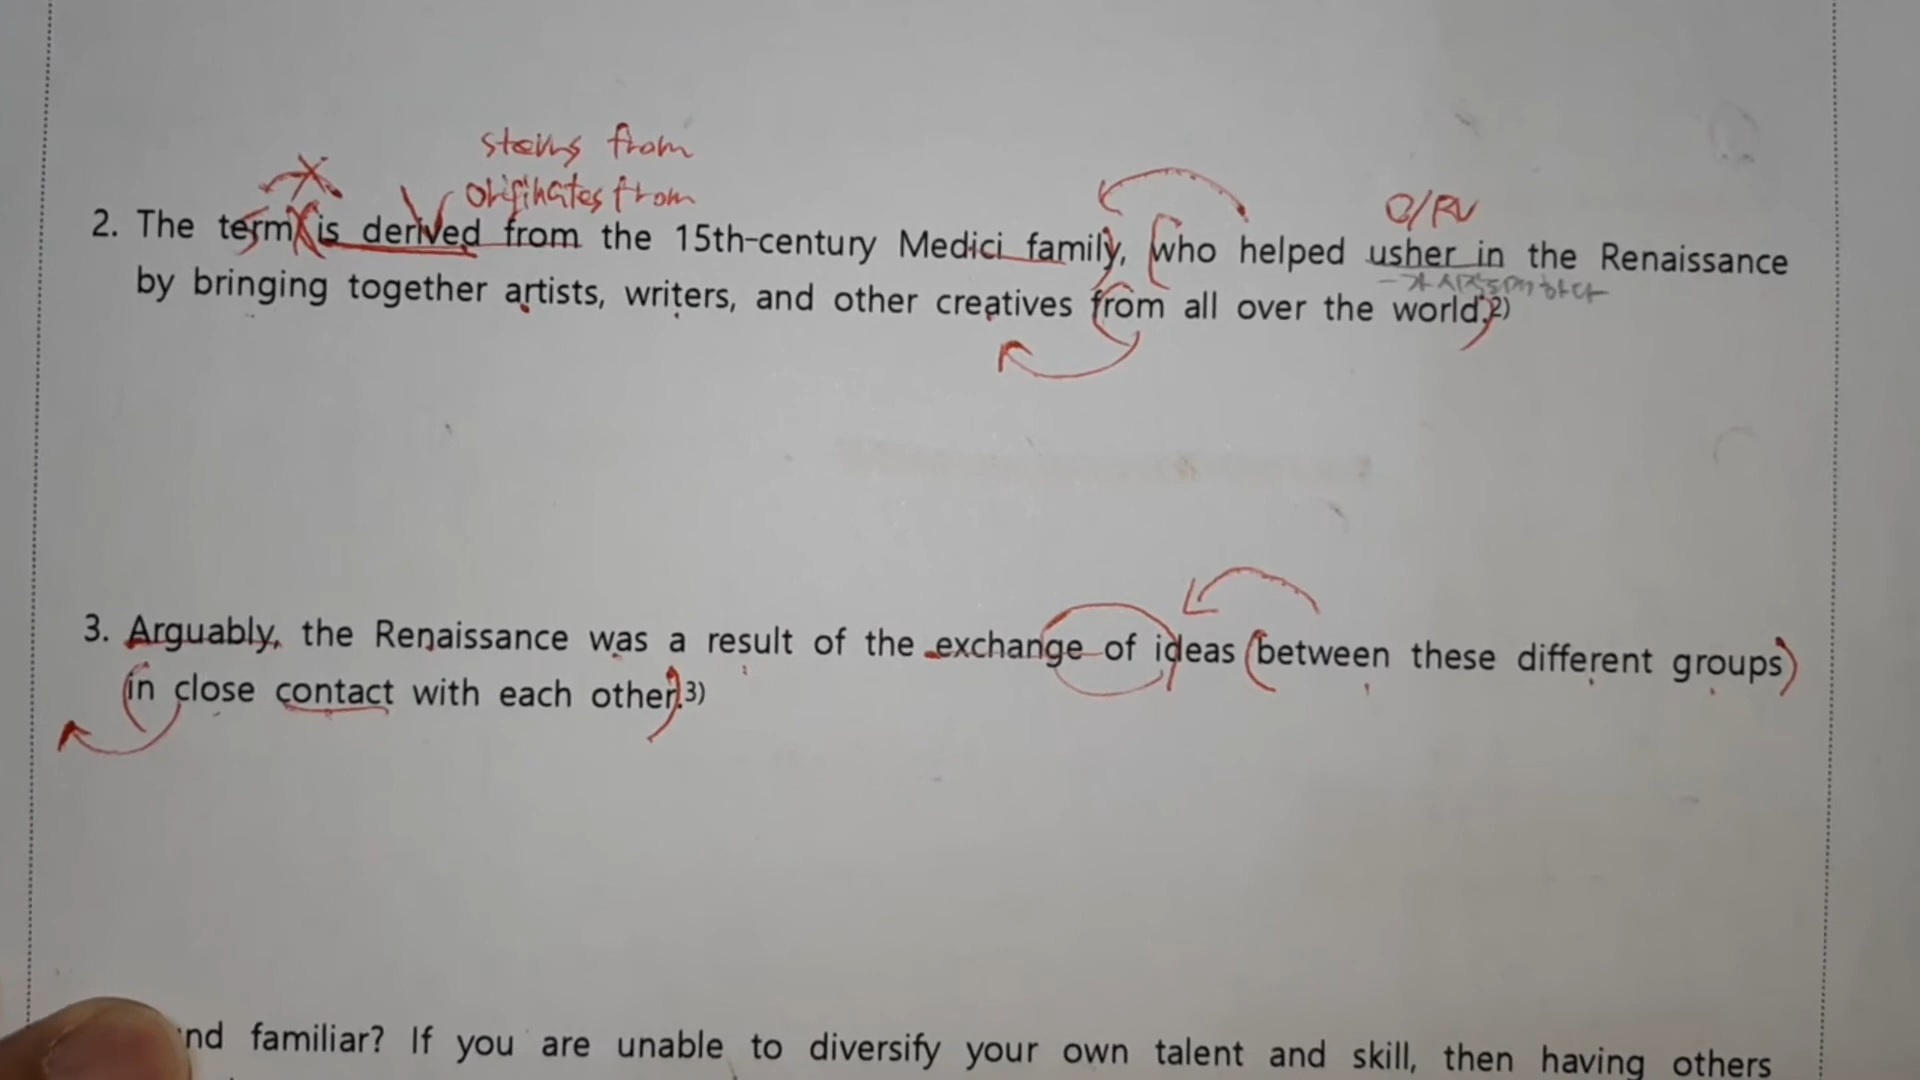 stems from
originates from
O/RV
2. The term is derived from the 15th-century Medici family, who helped usher in the Renaissance
by bringing together artists, writers, and other creatives from all over the world.2)
3. Arguably, the Renaissance was a result of the exchange of ideas between these different groups
in close contact with each other.3)
nd familiar? If you are unable to diversify your own talent and skill, then having others